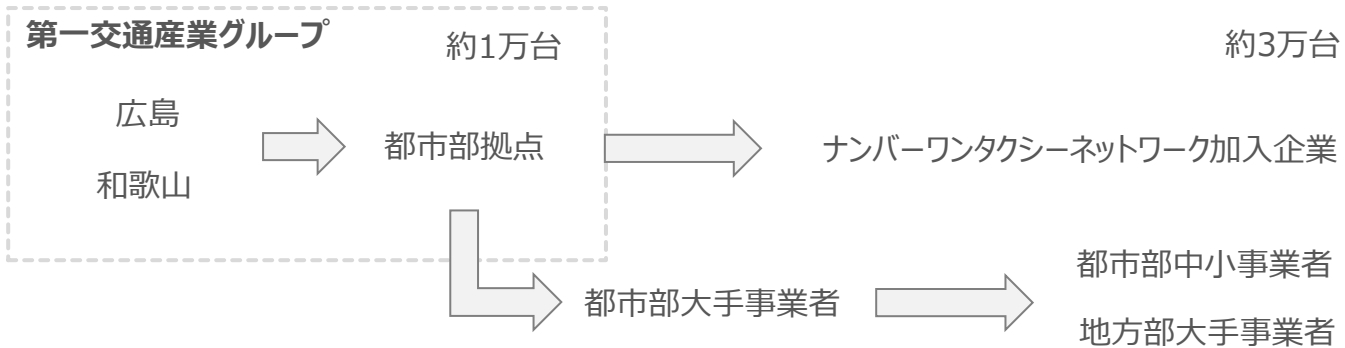 第一交通産業グループ
約1万台
約3万台
広島
和歌山
都市部拠点
ナンバーワンタクシーネットワーク加入企業
都市部大手事業者
都市部中小事業者
地方部大手事業者